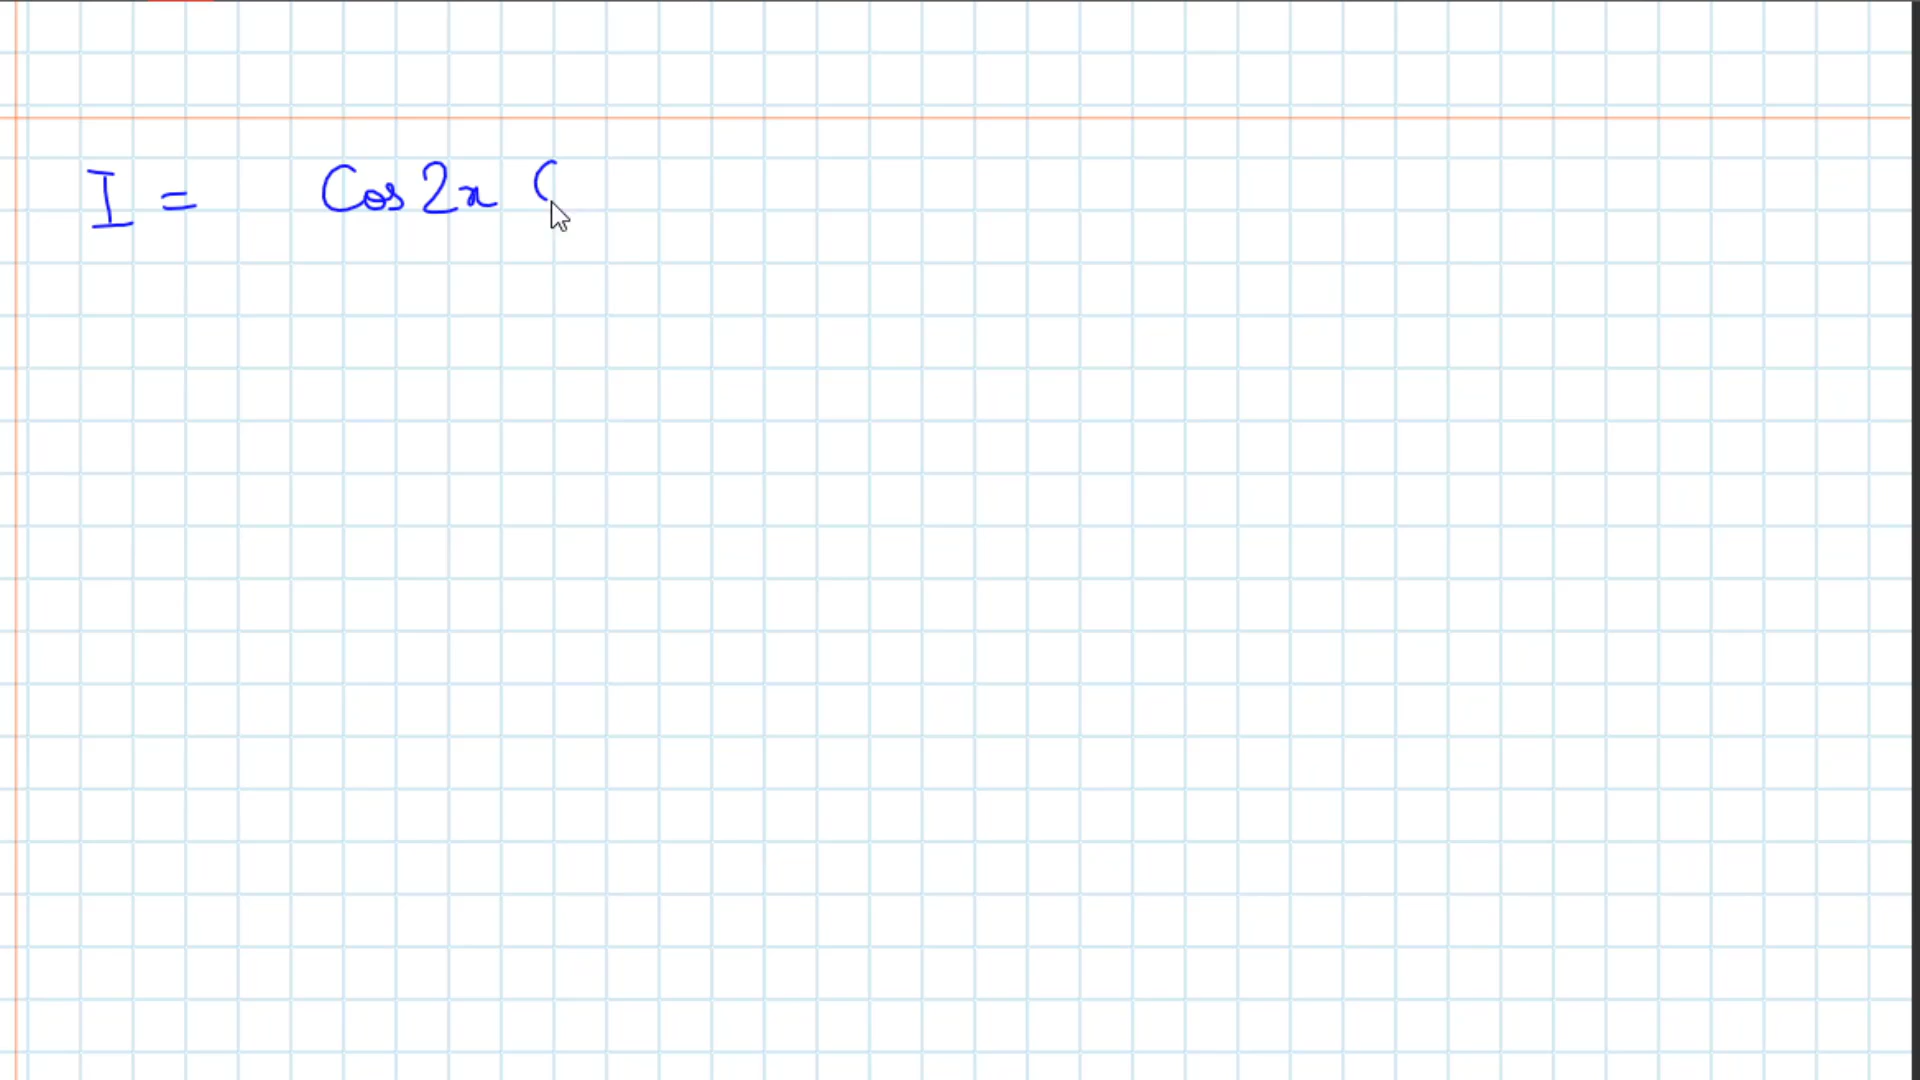 I = Cos 2x (